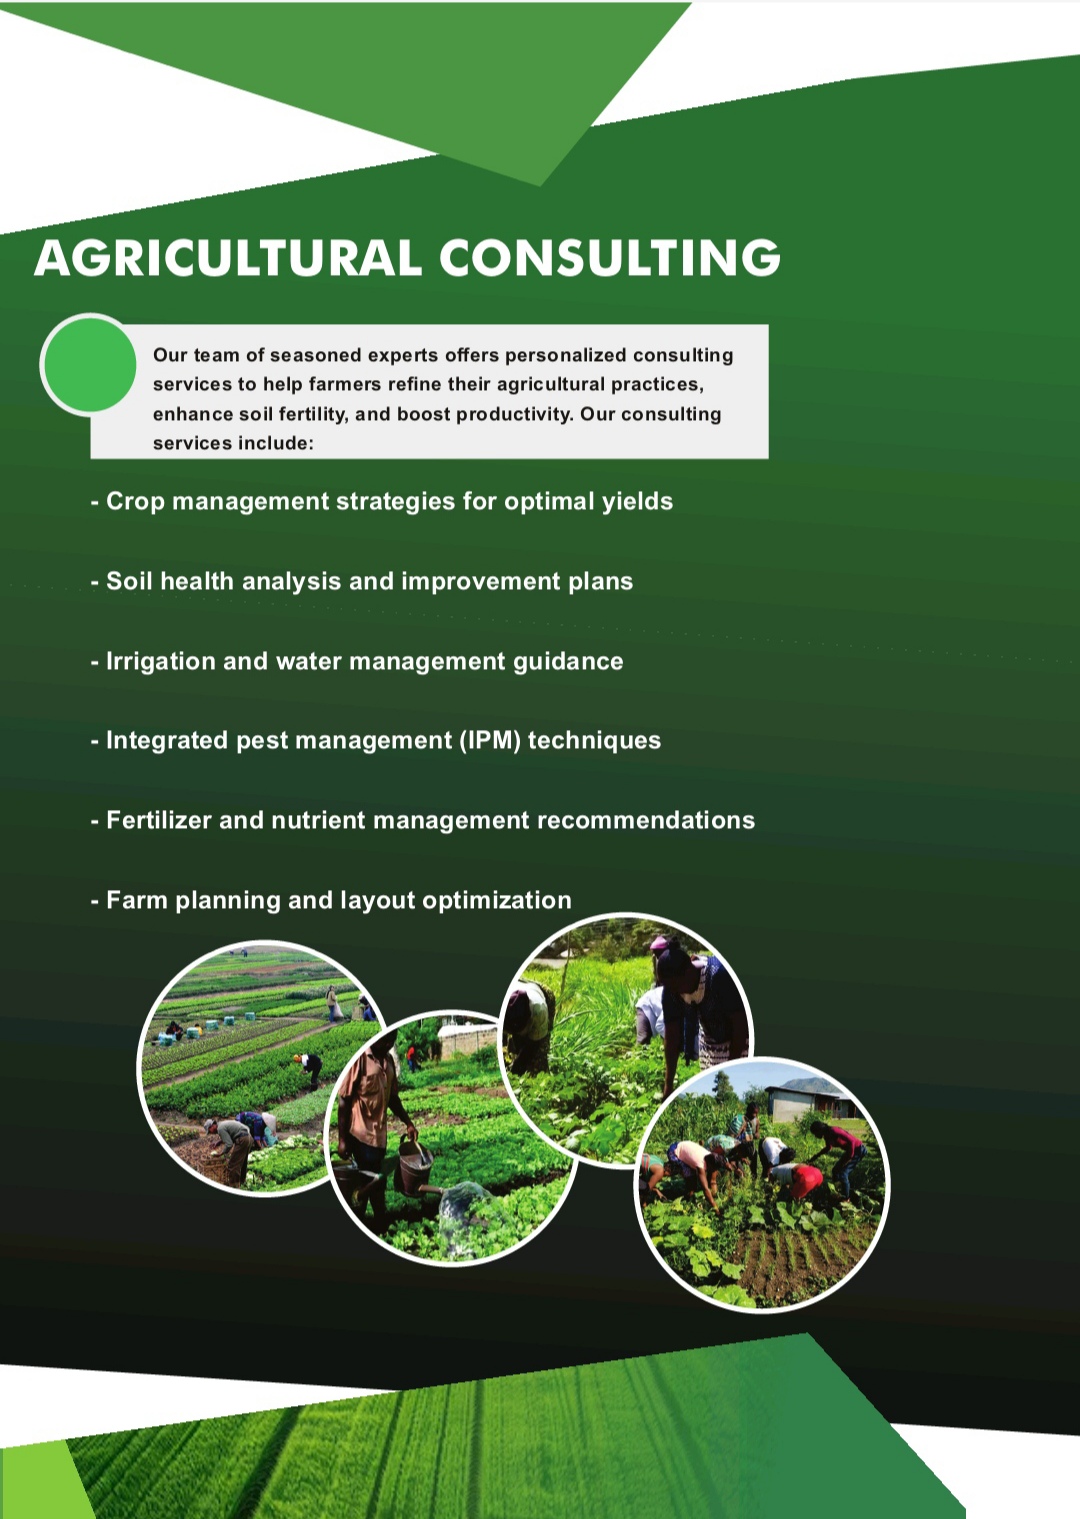 AGRICULTURAL CONSULTING
Our team of seasoned experts offers personalized consulting
services to help farmers refine their agricultural practices,
enhance soil fertility, and boost productivity. Our consulting
services include:
- Crop management strategies for optimal yields
- Soil health analysis and improvement plans
- Irrigation and water management guidance
- Integrated pest management (IPM) techniques
- Fertilizer and nutrient management recommendations
- Farm planning and layout optimization